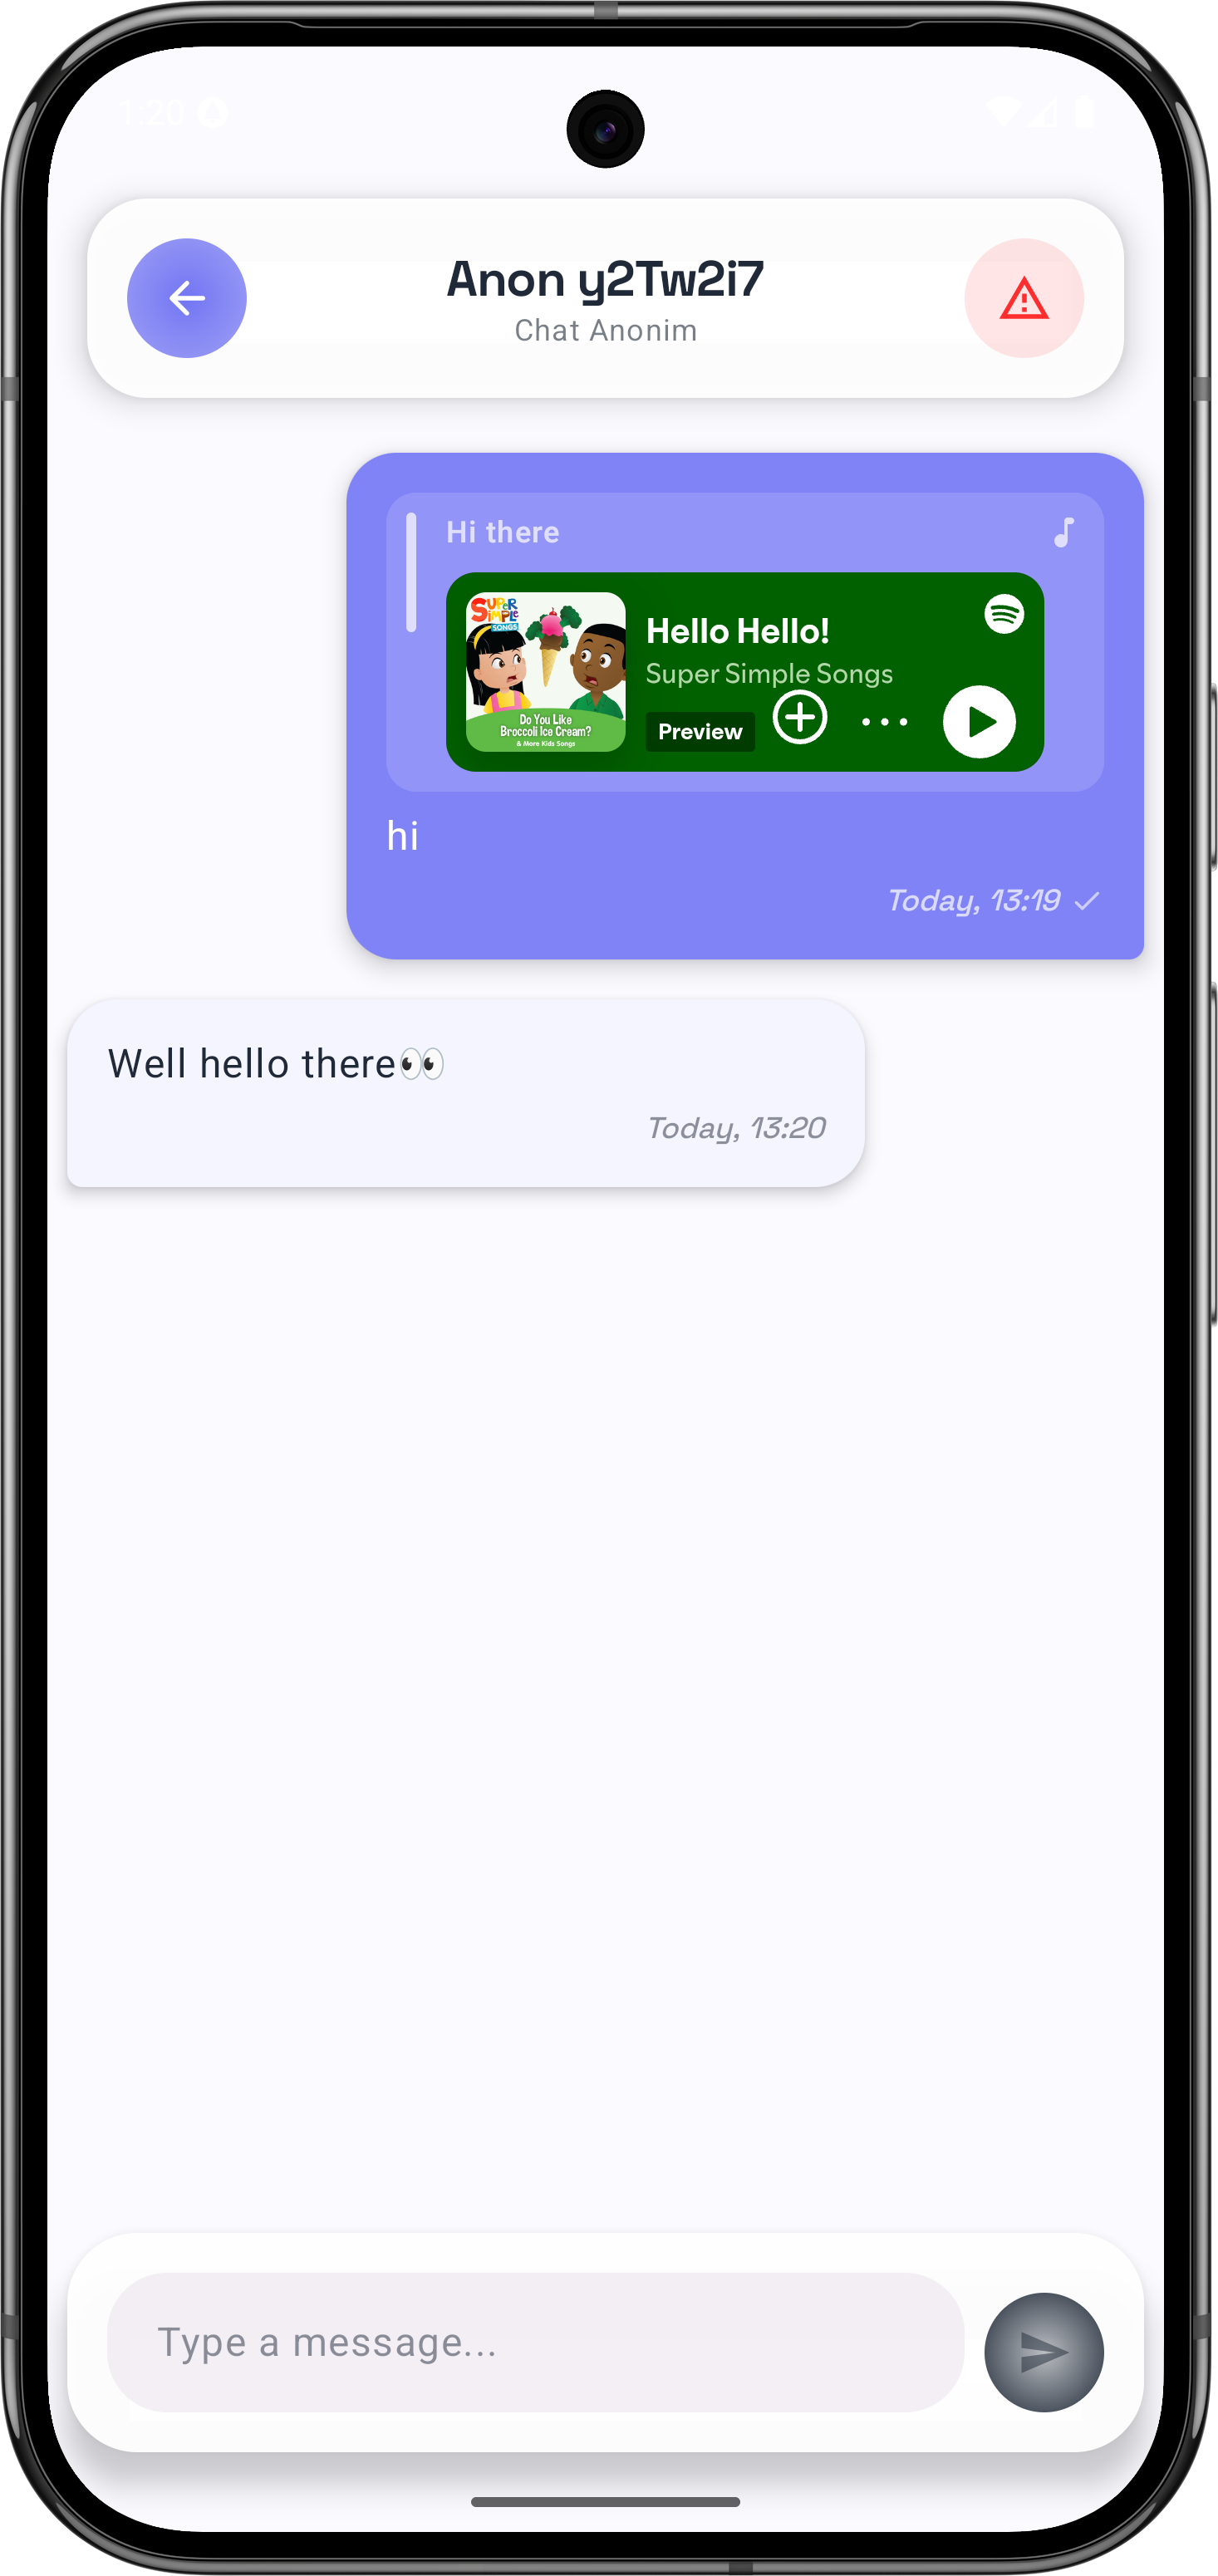 1:20
Anon y2Tw2i7
Chat Anonim
Hi there
SUPER
SIMPLE
SONGS
Do You Like
Broccoli Ice Cream?
& More Kids Songs
Hello Hello!
Super Simple Songs
Preview
hi
Today, 13:19
Well hello there👀
Today, 13:20
Type a message...